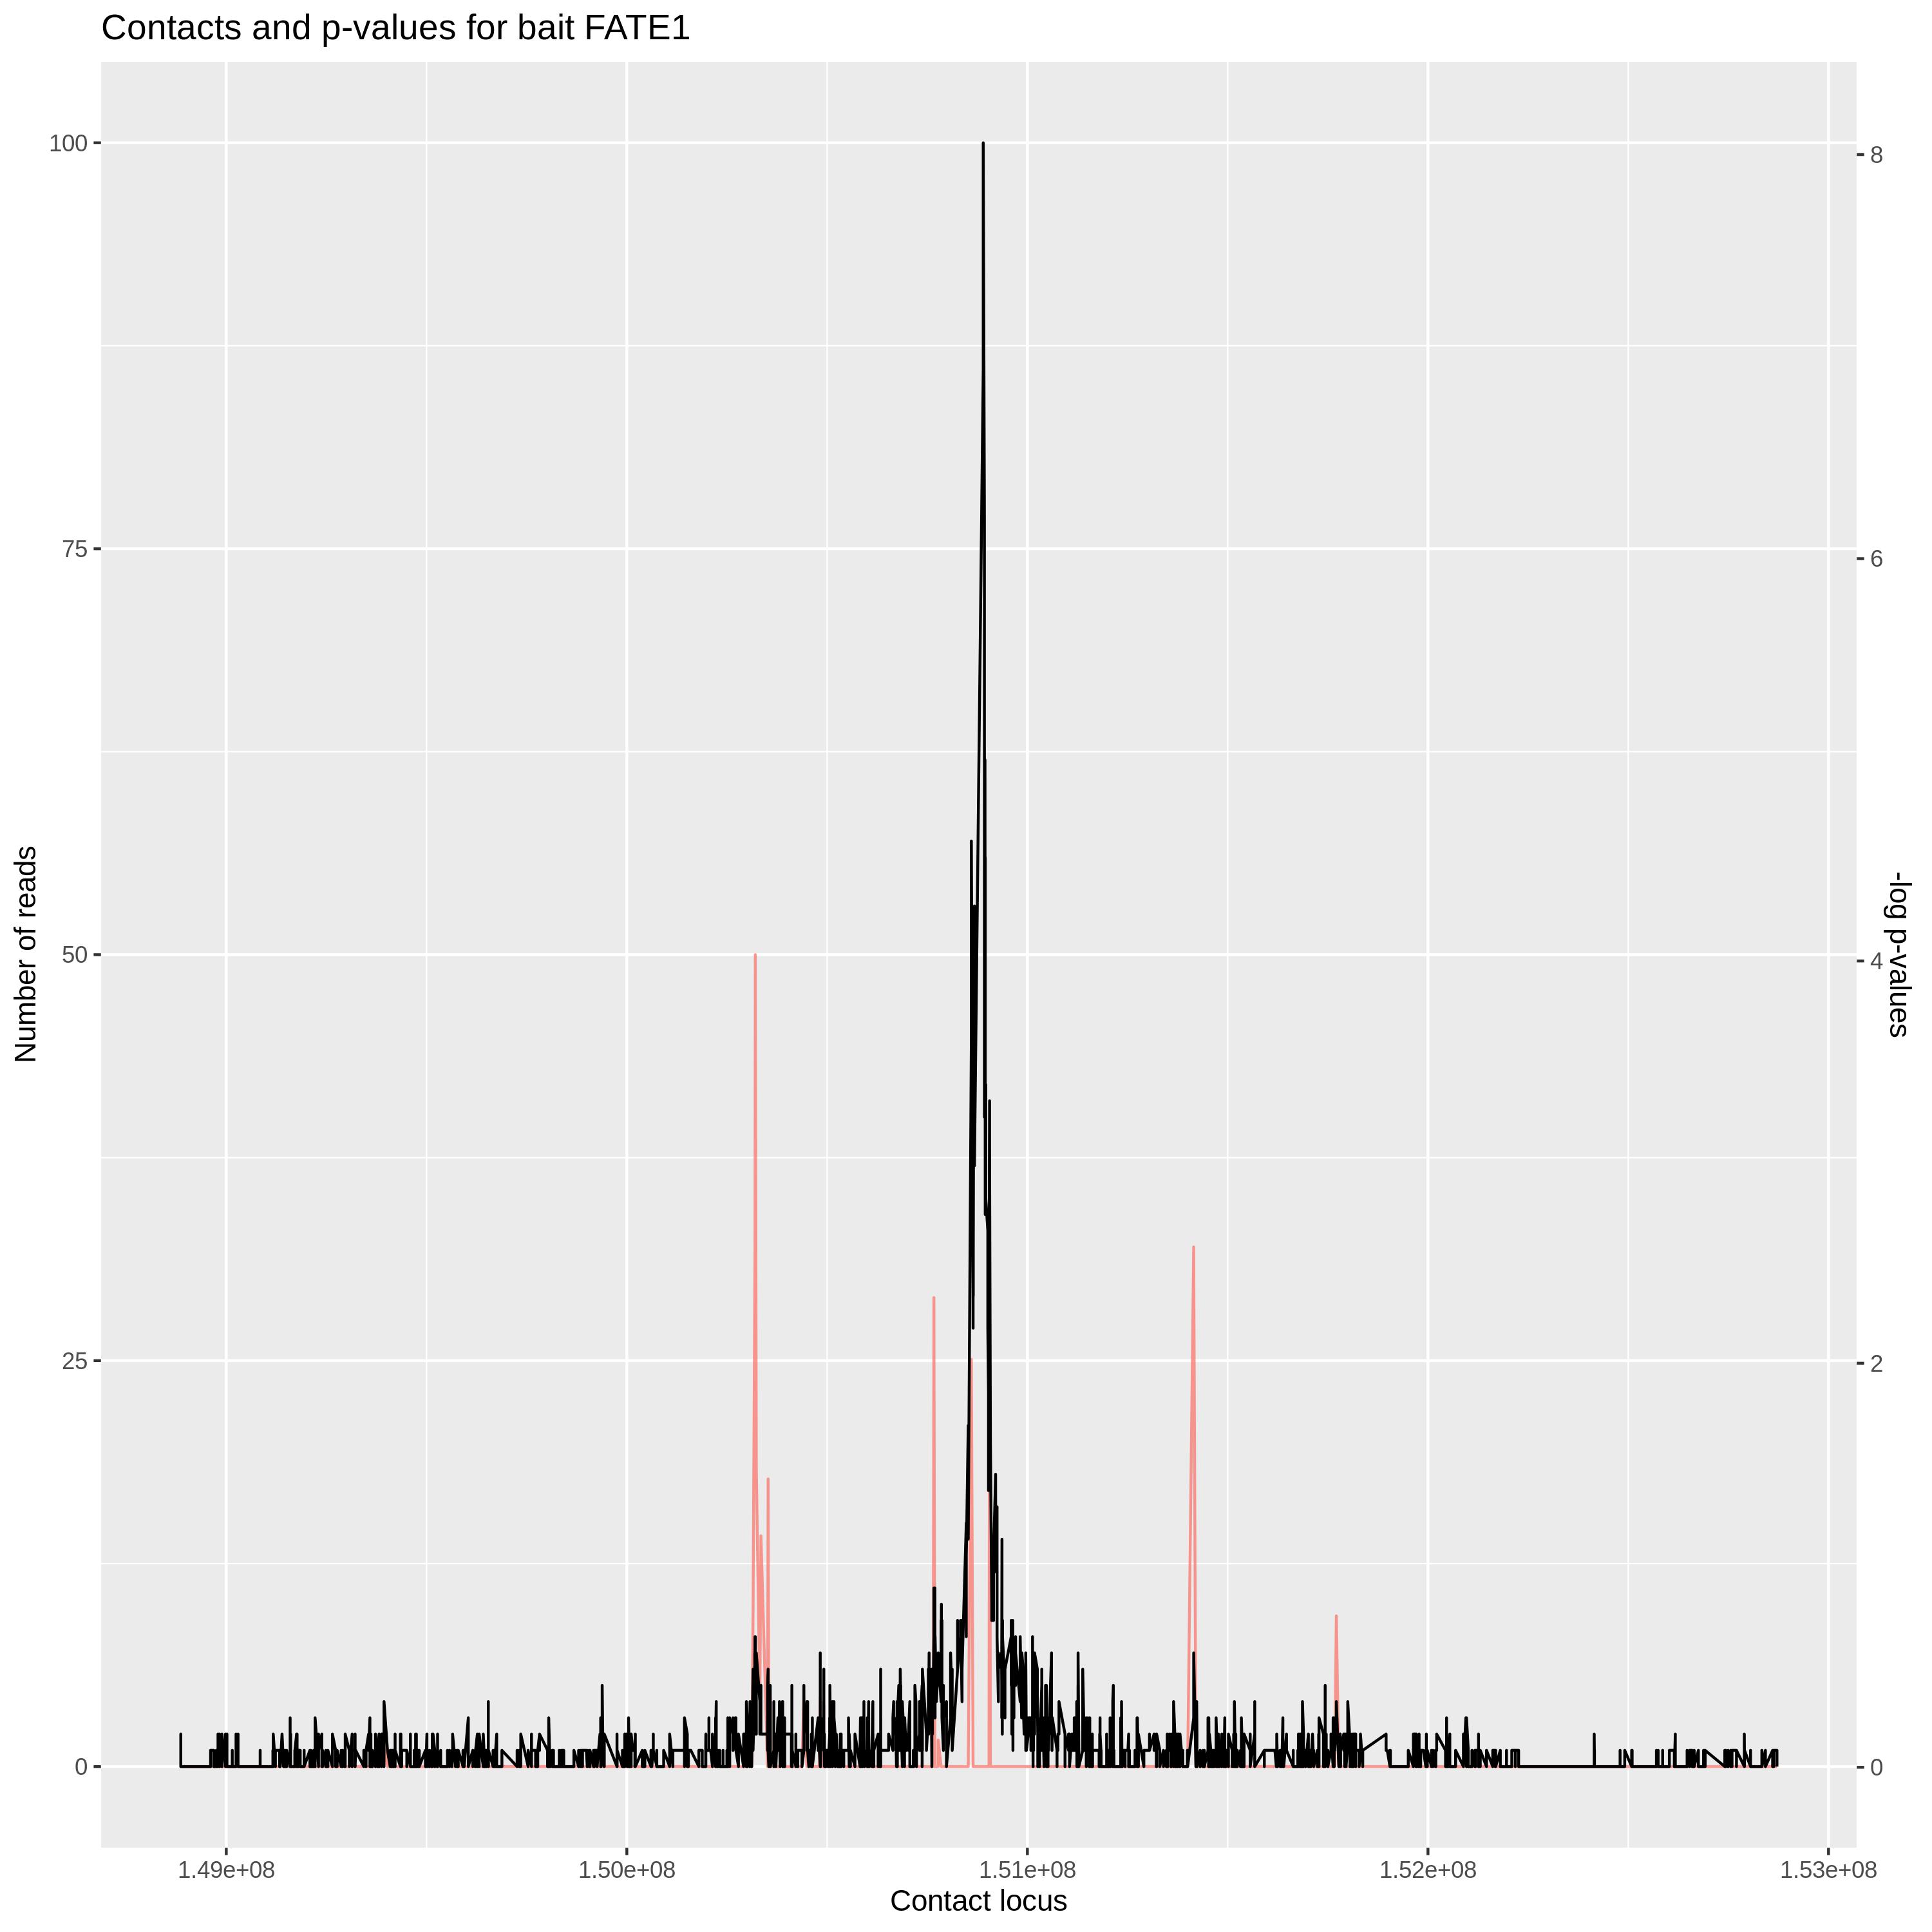 Contacts and p-values for bait FATE1
100
75
50
25
0
Number of reads
8
6
4
2
0
-log p-values
1.49e+08
1.50e+08
1.51e+08
1.52e+08
1.53e+08
Contact locus